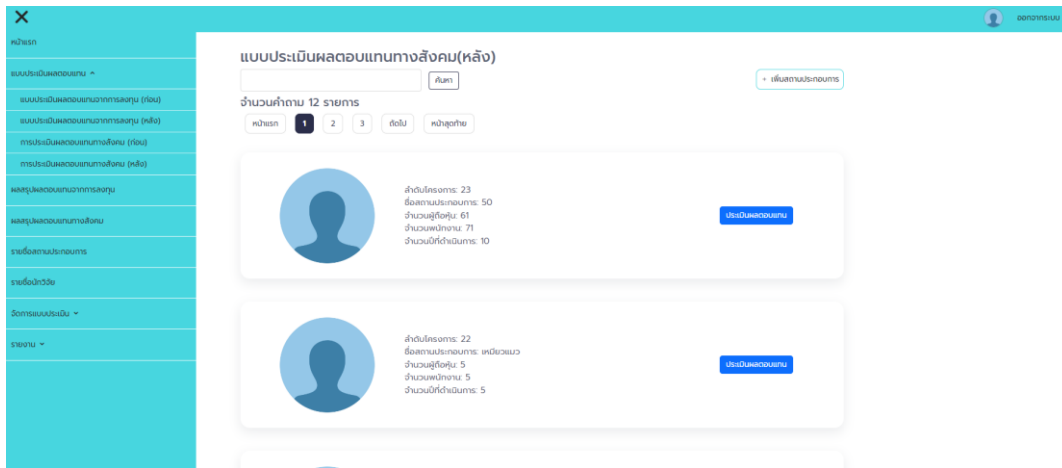 ออกจากระบบ
หน้าแรก
แบบประเมินผลตอบแทน
แบบประเมินผลตอบแทนจากการลงทุน (ก่อน)
แบบประเมินผลตอบแทนจากการลงทุน (หลัง)
การประเมินผลตอบแทนทางสังคม (ก่อน)
การประเมินผลตอบแทนทางสังคม (หลัง)
ผลสรุปผลตอบแทนจากการลงทุน
ผลสรุปผลตอบแทนทางสังคม
รายชื่อสถานประกอบการ
รายชื่อนักวิจัย
จัดการแบบประเมิน
รายงาน
แบบประเมินผลตอบแทนทางสังคม(หลัง)
ค้นหา
+ เพิ่มสถานประกอบการ
จำนวนคำถาม 12 รายการ
หน้าแรก 1 2 3 ถัดไป หน้าสุดท้าย
ลำดับโครงการ: 23
ชื่อสถานประกอบการ: 50
จำนวนผู้ถือหุ้น: 61
จำนวนพนักงาน: 71
จำนวนปีที่ดำเนินการ: 10
ประเมินผลตอบแทน
ลำดับโครงการ: 22
ชื่อสถานประกอบการ: เหมียวแมว
จำนวนผู้ถือหุ้น: 5
จำนวนพนักงาน: 5
จำนวนปีที่ดำเนินการ: 5
ประเมินผลตอบแทน